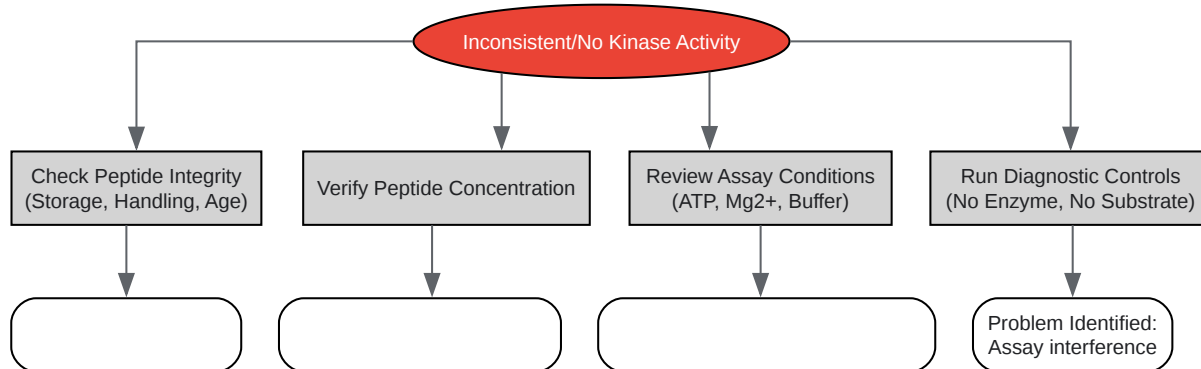 Inconsistent/No Kinase Activity
Check Peptide Integrity
(Storage, Handling, Age)
Verify Peptide Concentration
Review Assay Conditions
(ATP, Mg2+, Buffer)
Run Diagnostic Controls
(No Enzyme, No Substrate)
Problem Identified:
Assay interference